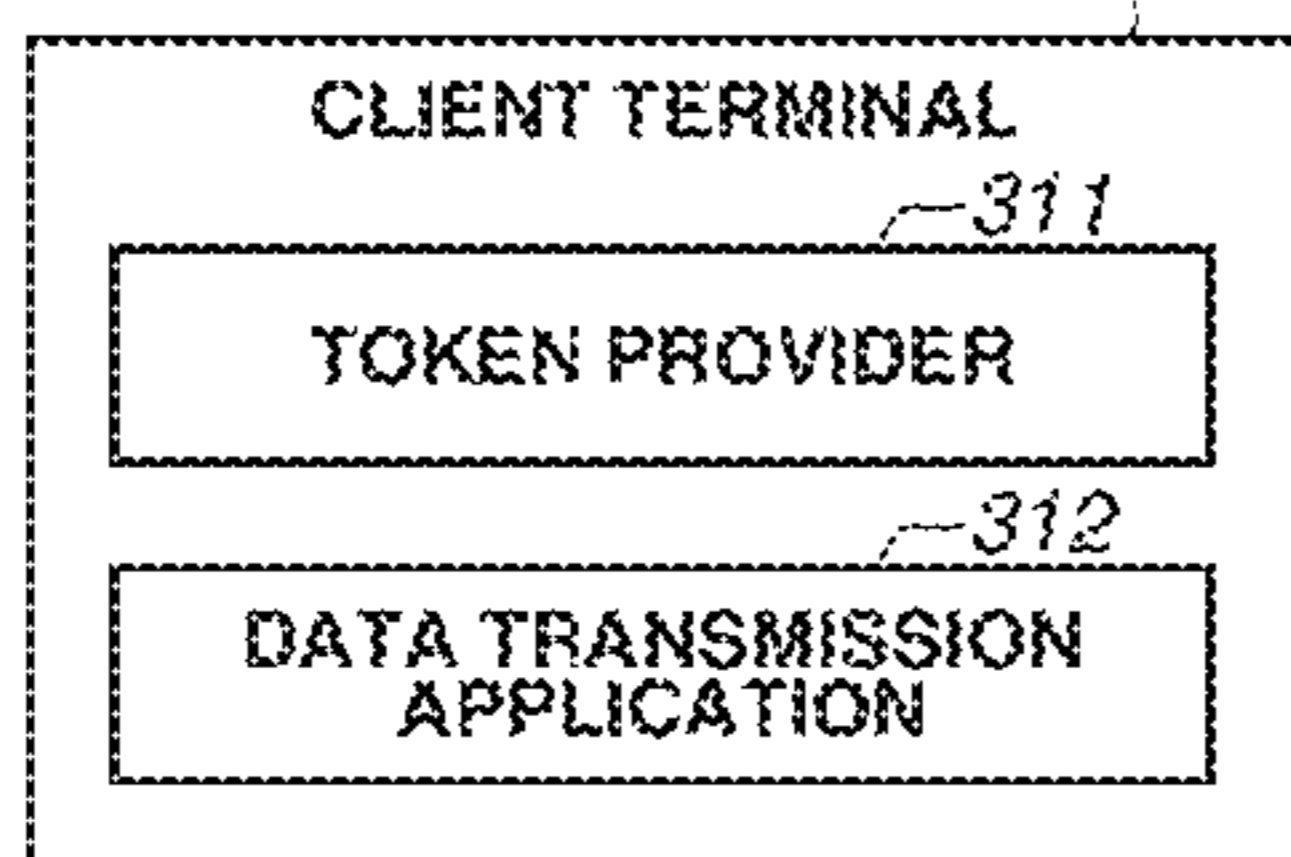 CLIENT TERMINAL
311
TOKEN PROVIDER
312
DATA TRANSMISSION
APPLICATION